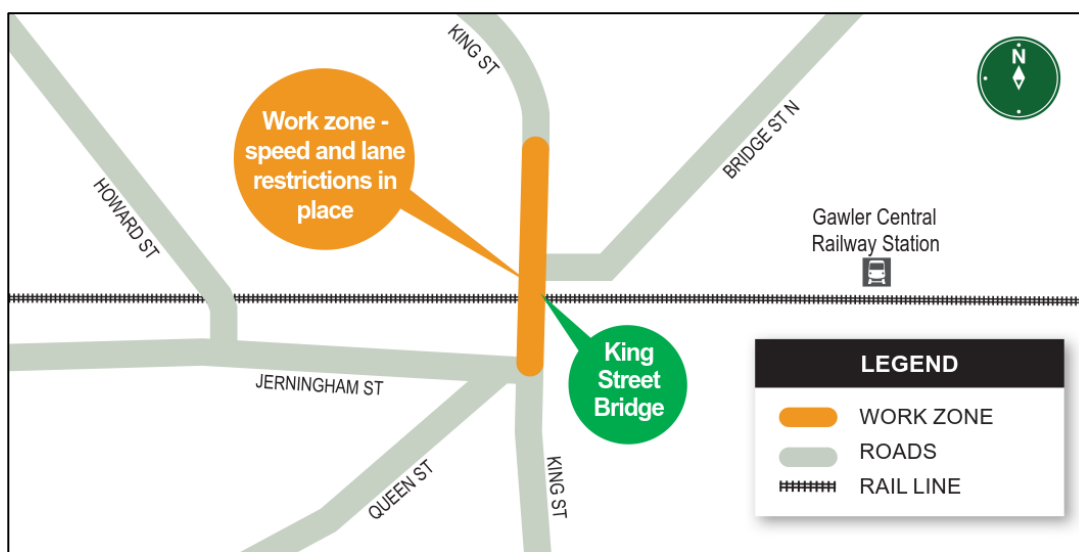 KING ST
N
Work zone -
speed and lane
restrictions in
place
BRIDGE ST N
HOWARD ST
Gawler Central
Railway Station
King
Street
Bridge
JERNINGHAM ST
QUEEN ST
KING ST
LEGEND
WORK ZONE
ROADS
RAIL LINE